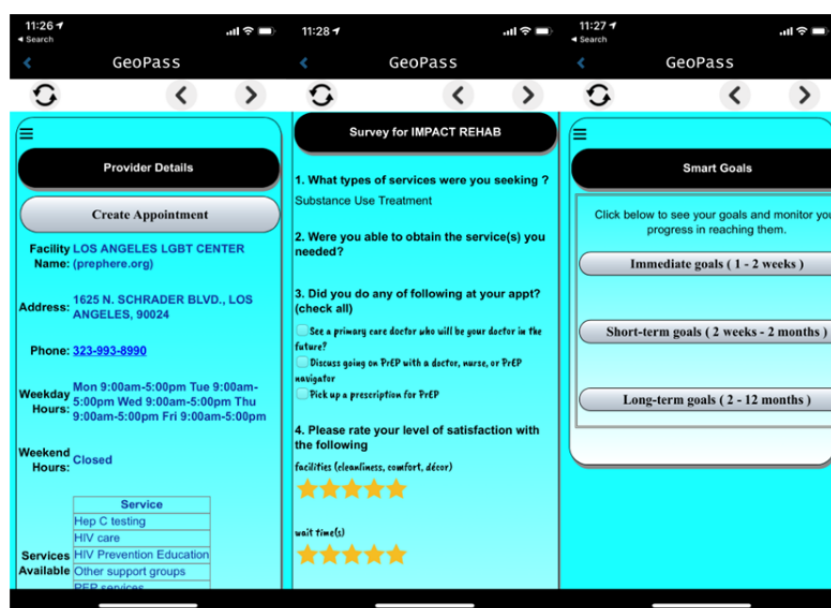 11:26
◄ Search
GeoPass
Provider Details
Create Appointment
Facility Name: LOS ANGELES LGBT CENTER
(prephere.org)
Address: 1625 N. SCHRADER BLVD., LOS
ANGELES, 90024
Phone: 323-993-8990
Weekday Hours: Mon 9:00am-5:00pm Tue 9:00am-
5:00pm Wed 9:00am-5:00pm Thu
9:00am-5:00pm Fri 9:00am-5:00pm
Weekend Hours: Closed
Services Available
Service
Hep C testing
HIV care
HIV Prevention Education
Other support groups
PEP services
11:28
GeoPass
Survey for IMPACT REHAB
1. What types of services were you seeking ?
Substance Use Treatment
2. Were you able to obtain the service(s) you
needed?
3. Did you do any of following at your appt?
(check all)
See a primary care doctor who will be your doctor in the
future?
Discuss going on PrEP with a doctor, nurse, or PrEP
navigator
Pick up a prescription for PrEP
4. Please rate your level of satisfaction with
the following
facilities (cleanliness, comfort, décor)
wait time(s)
11:27
◄ Search
GeoPass
Smart Goals
Click below to see your goals and monitor you
progress in reaching them.
Immediate goals ( 1 - 2 weeks )
Short-term goals ( 2 weeks - 2 months )
Long-term goals ( 2 - 12 months )